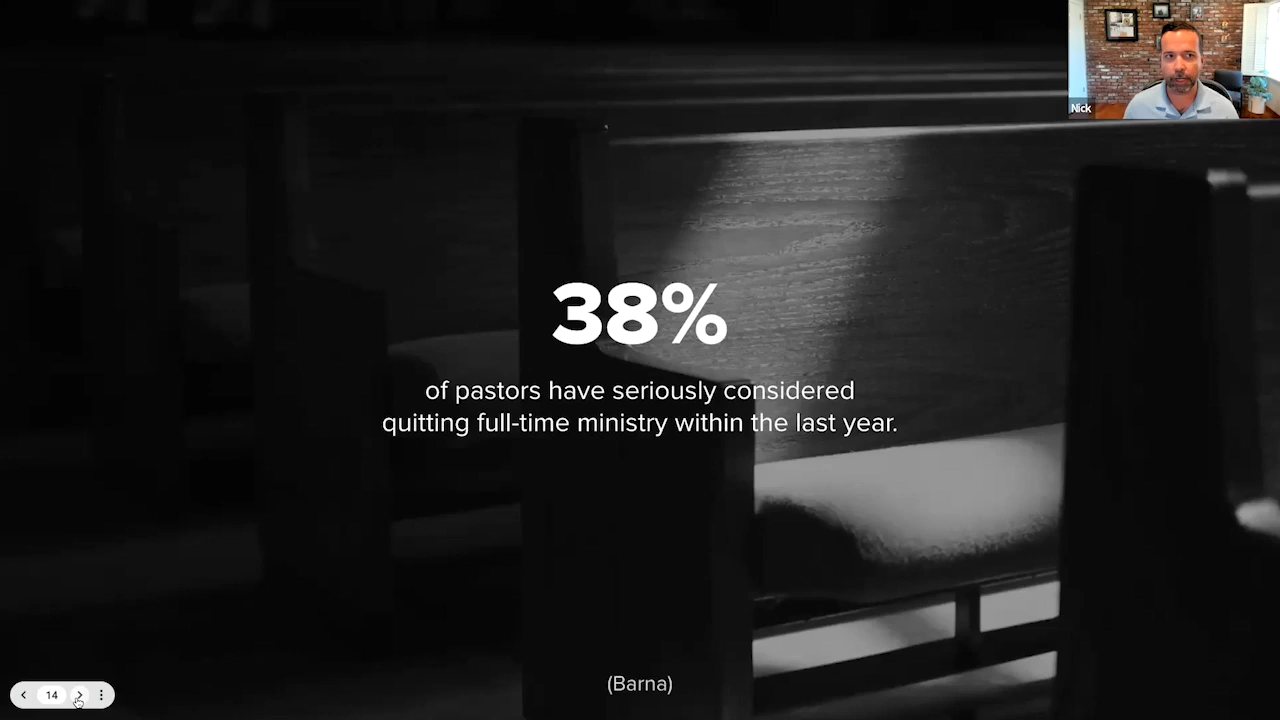 Nick
38%
of pastors have seriously considered
quitting full-time ministry within the last year.
(Barna)
14